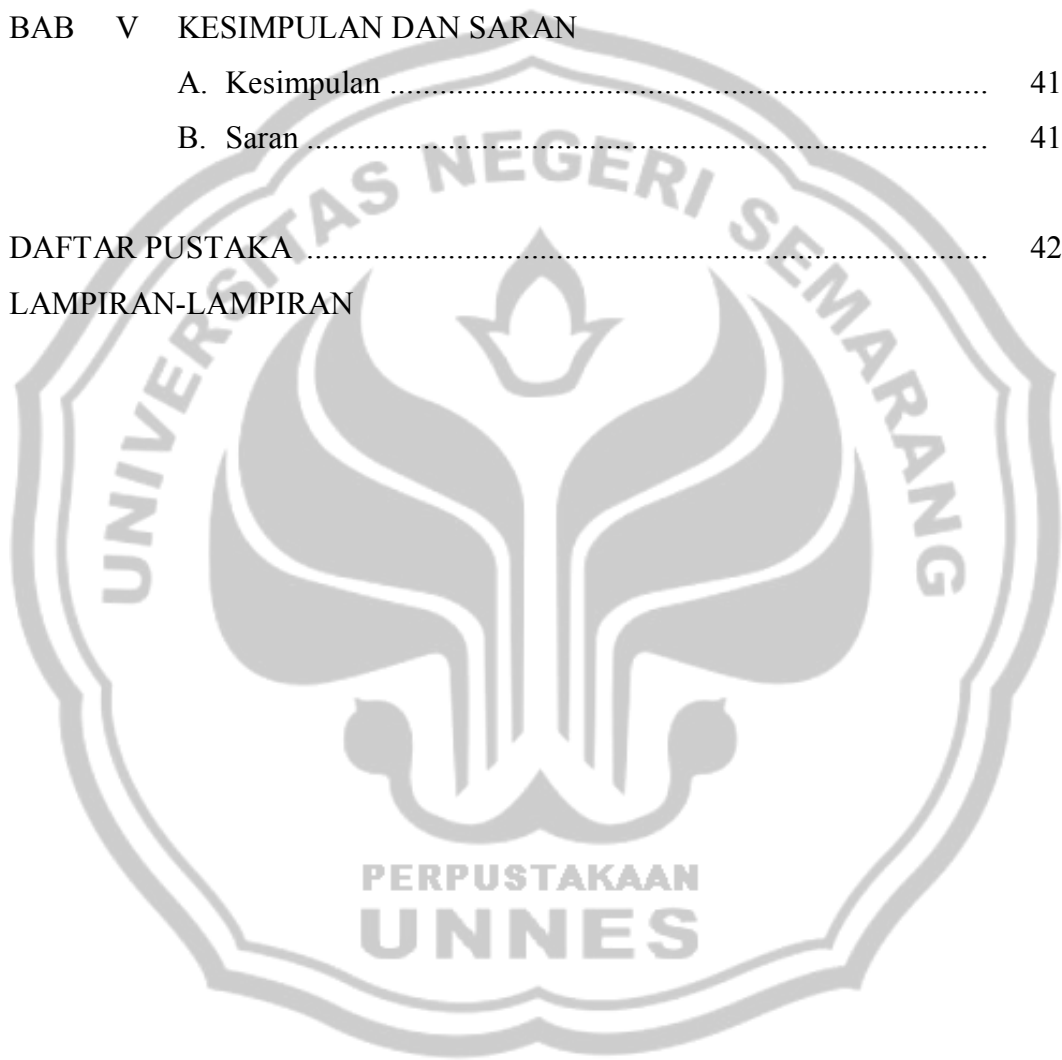 BAB V KESIMPULAN DAN SARAN
A. Kesimpulan ........................................................................... 41
B. Saran ..................................................................................... 41
DAFTAR PUSTAKA ..................................................................................... 42
LAMPIRAN-LAMPIRAN
UNIVERSITAS NEGERI SEMARANG
PERPUSTAKAAN
UNNES